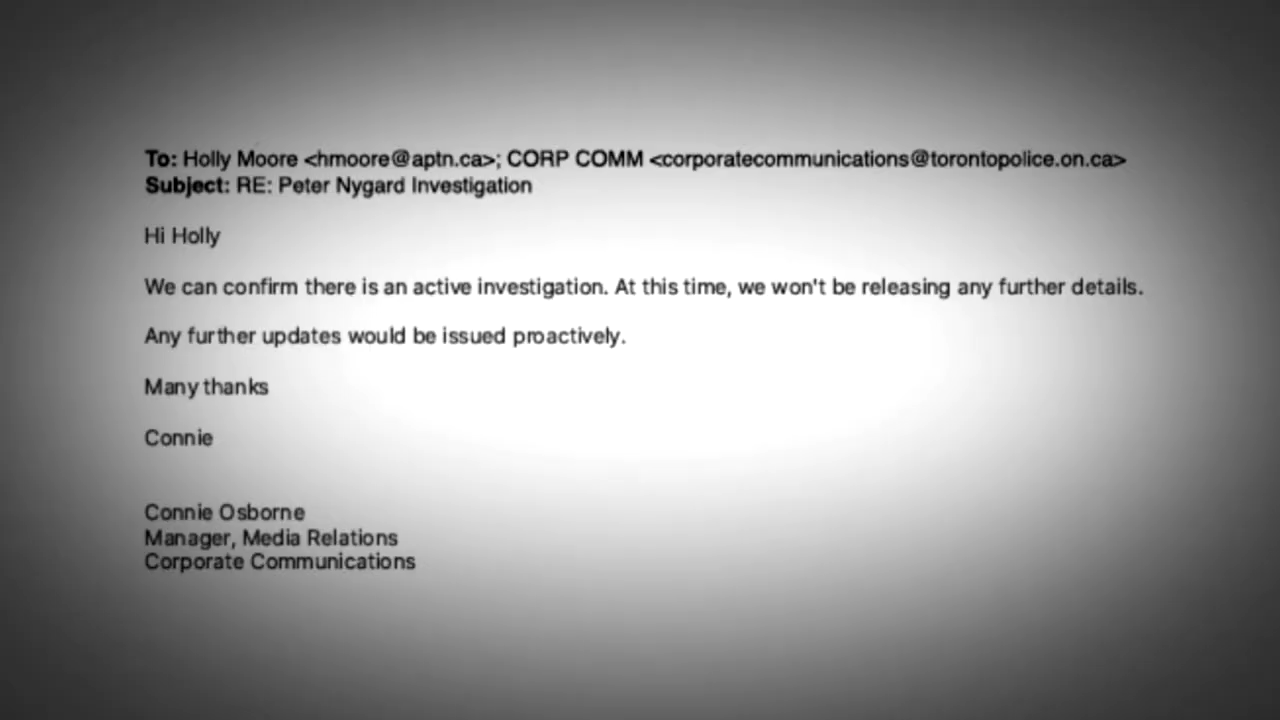 To: Holly Moore <hmoore@aptn.ca>; CORP COMM <corporatecommunications@torontopolice.on.ca>
Subject: RE: Peter Nygard Investigation
Hi Holly
We can confirm there is an active investigation. At this time, we won't be releasing any further details.
Any further updates would be issued proactively.
Many thanks
Connie
Connie Osborne
Manager, Media Relations
Corporate Communications